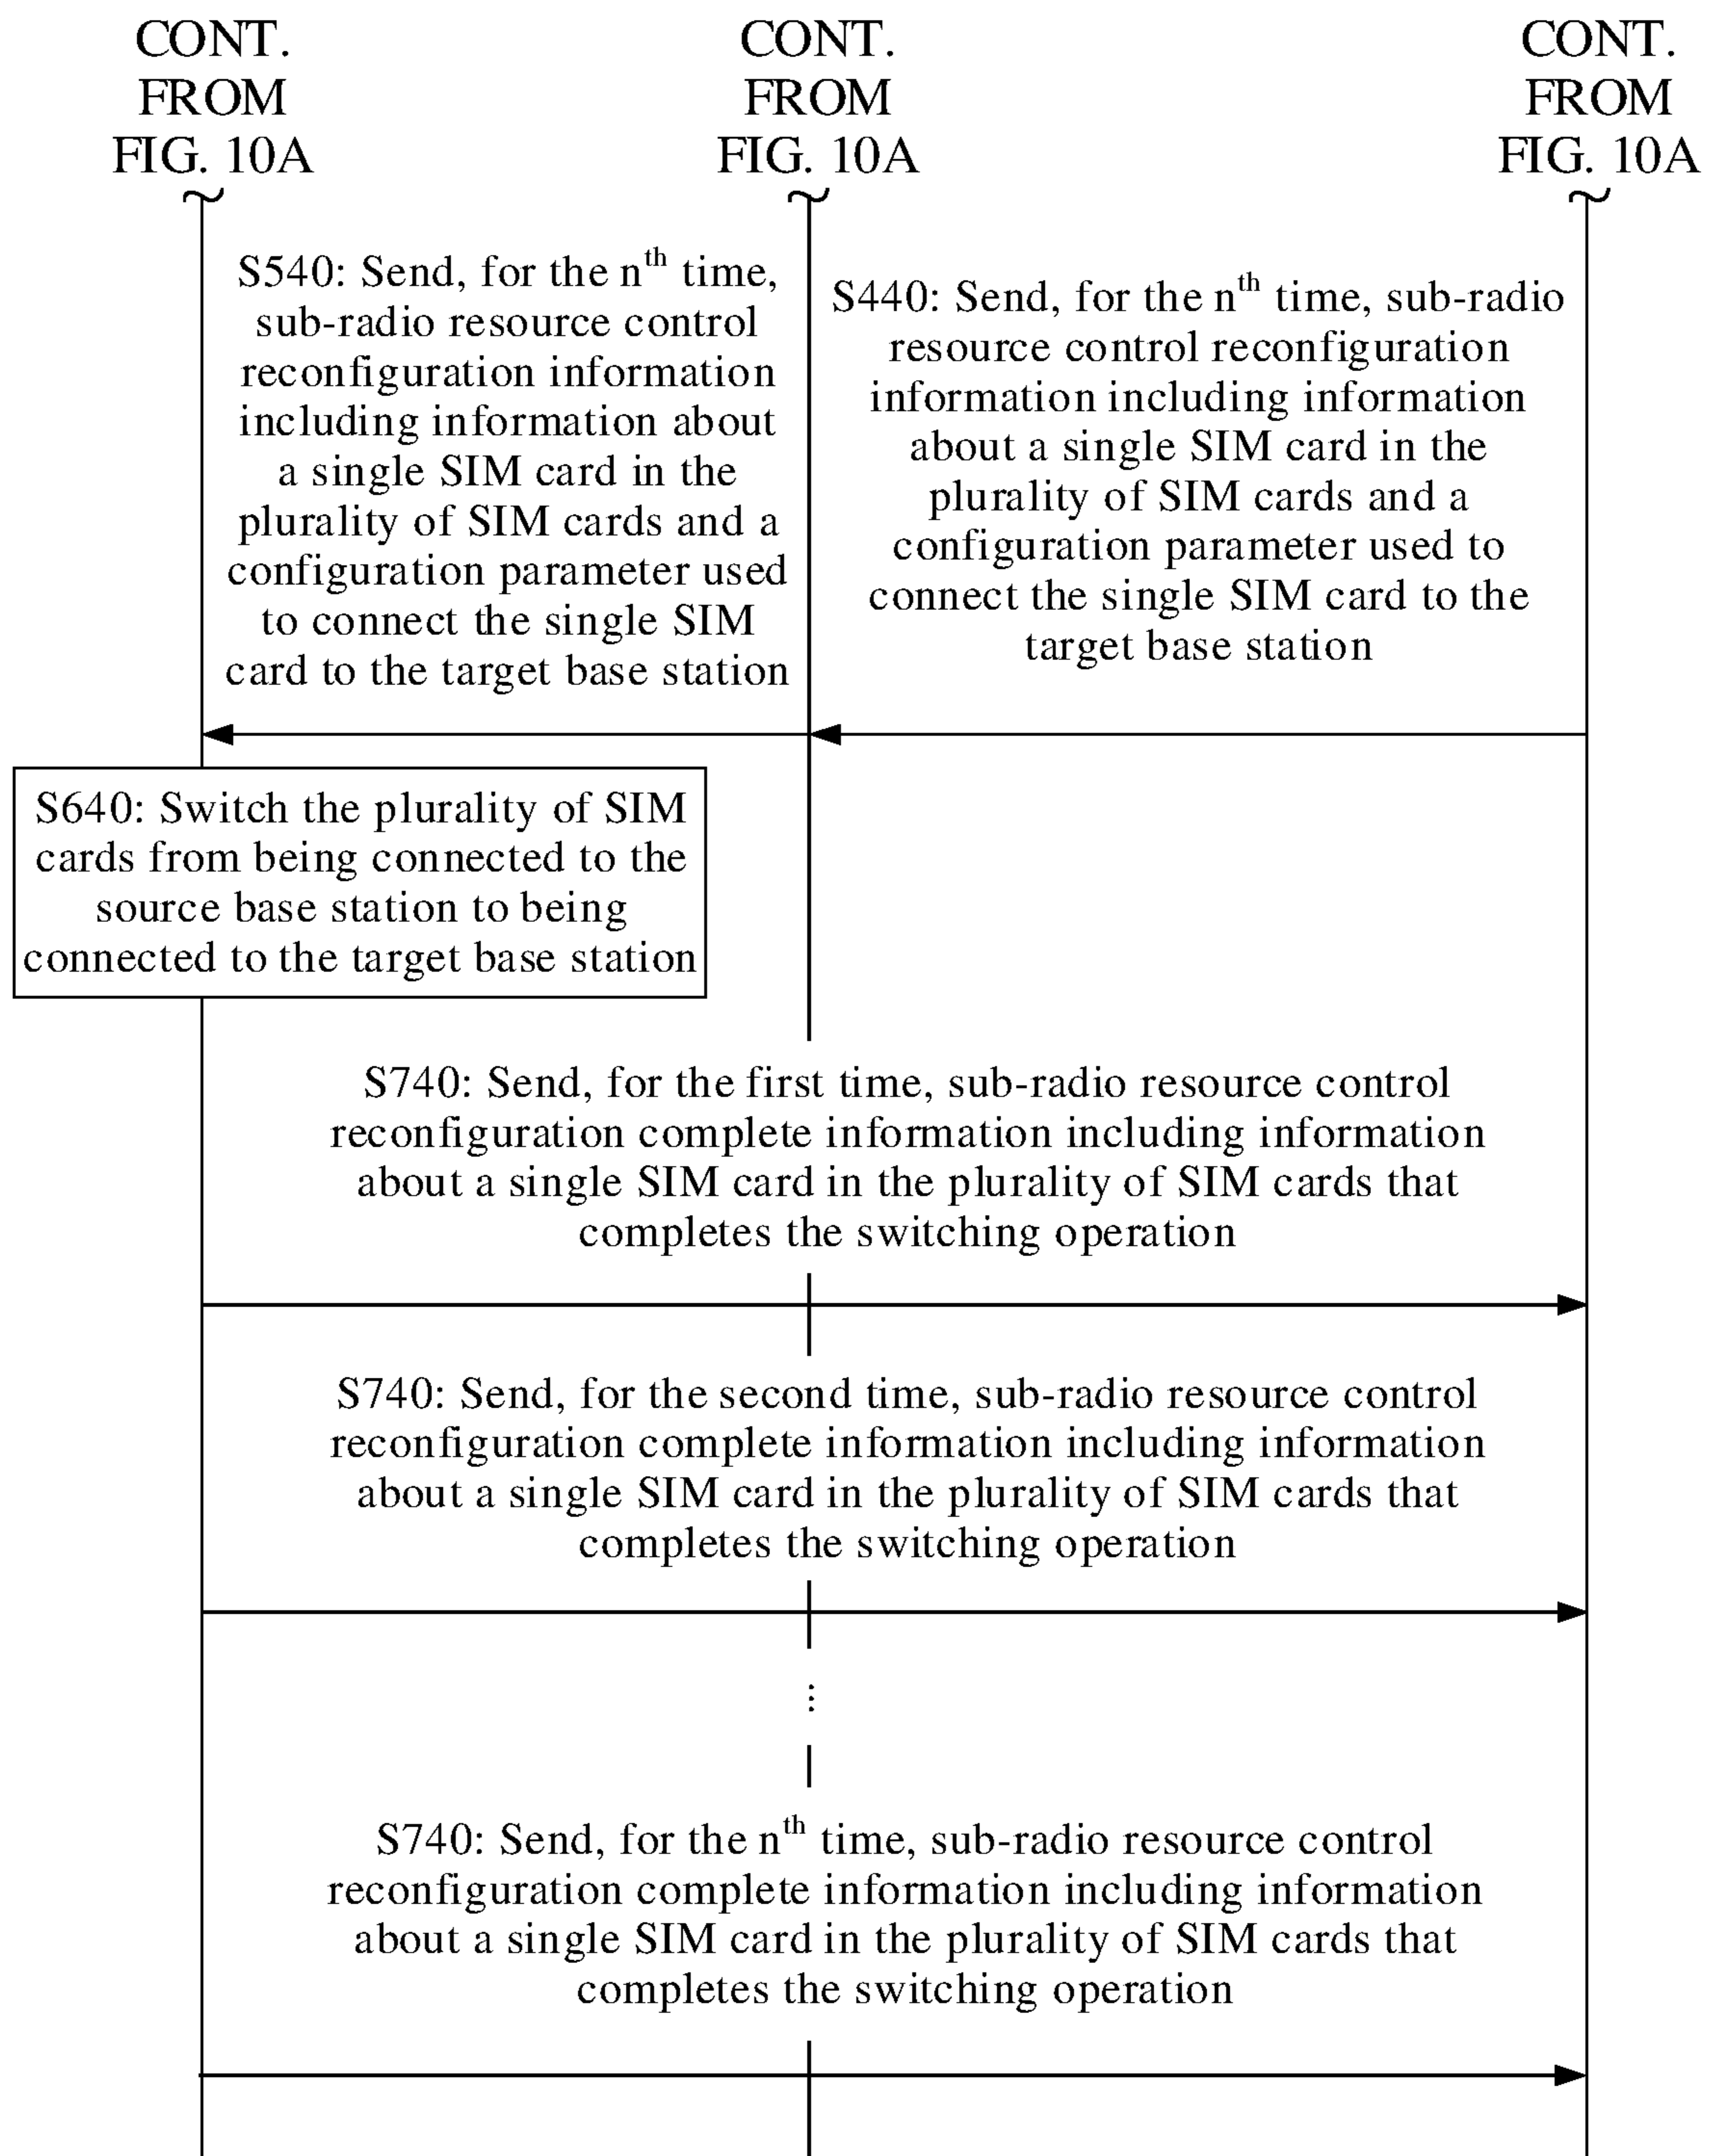 CONT.
FROM
FIG. 10A
CONT.
FROM
FIG. 10A
CONT.
FROM
FIG. 10A
S540: Send, for the nth time,
sub-radio resource control
reconfiguration information
including information about
a single SIM card in the
plurality of SIM cards and a
configuration parameter used
to connect the single SIM
card to the target base station
S440: Send, for the nth time, sub-radio
resource control reconfiguration
information including information
about a single SIM card in the
plurality of SIM cards and a
configuration parameter used to
connect the single SIM card to the
target base station
S640: Switch the plurality of SIM
cards from being connected to the
source base station to being
connected to the target base station
S740: Send, for the first time, sub-radio resource control
reconfiguration complete information including information
about a single SIM card in the plurality of SIM cards that
completes the switching operation
S740: Send, for the second time, sub-radio resource control
reconfiguration complete information including information
about a single SIM card in the plurality of SIM cards that
completes the switching operation
⋮
S740: Send, for the nth time, sub-radio resource control
reconfiguration complete information including information
about a single SIM card in the plurality of SIM cards that
completes the switching operation